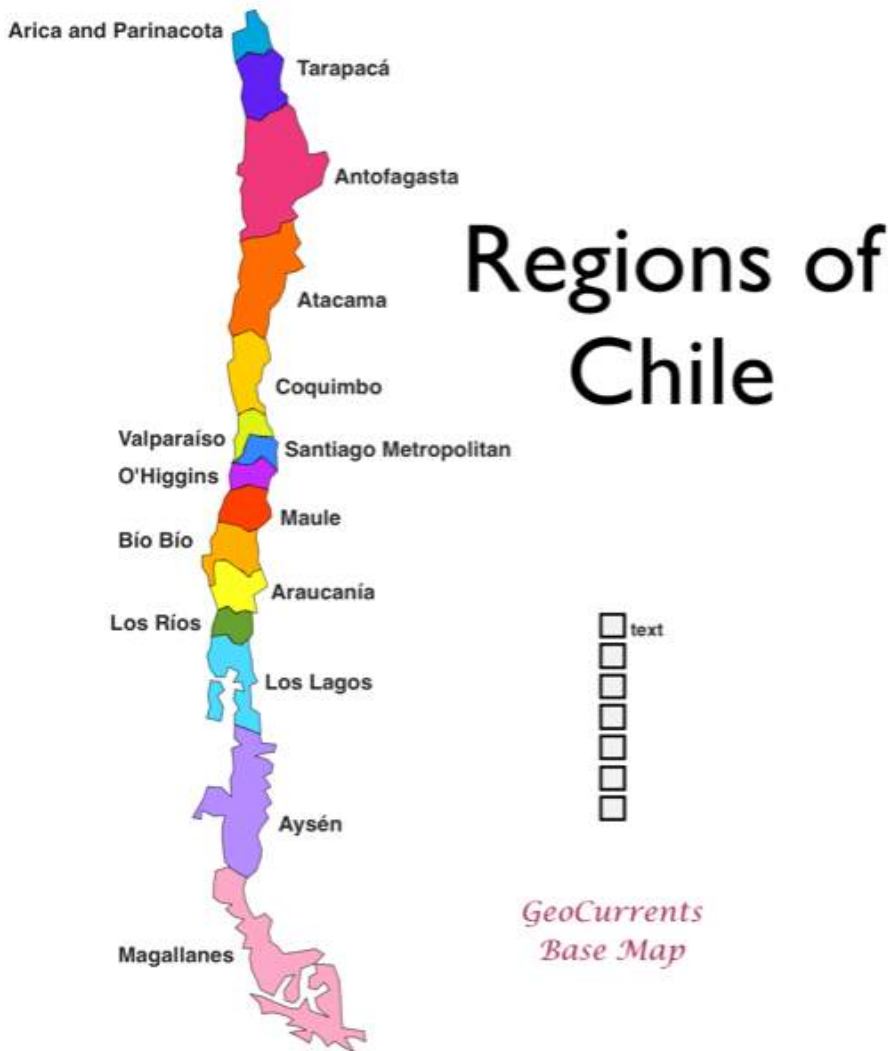 Arica and Parinacota
Tarapacá
Antofagasta
Regions of
Chile
Atacama
Coquimbo
Valparaíso
Santiago Metropolitan
O'Higgins
Maule
Bío Bío
Araucanía
Los Ríos
text
Los Lagos
Aysén
GeoCurrents
Base Map
Magallanes